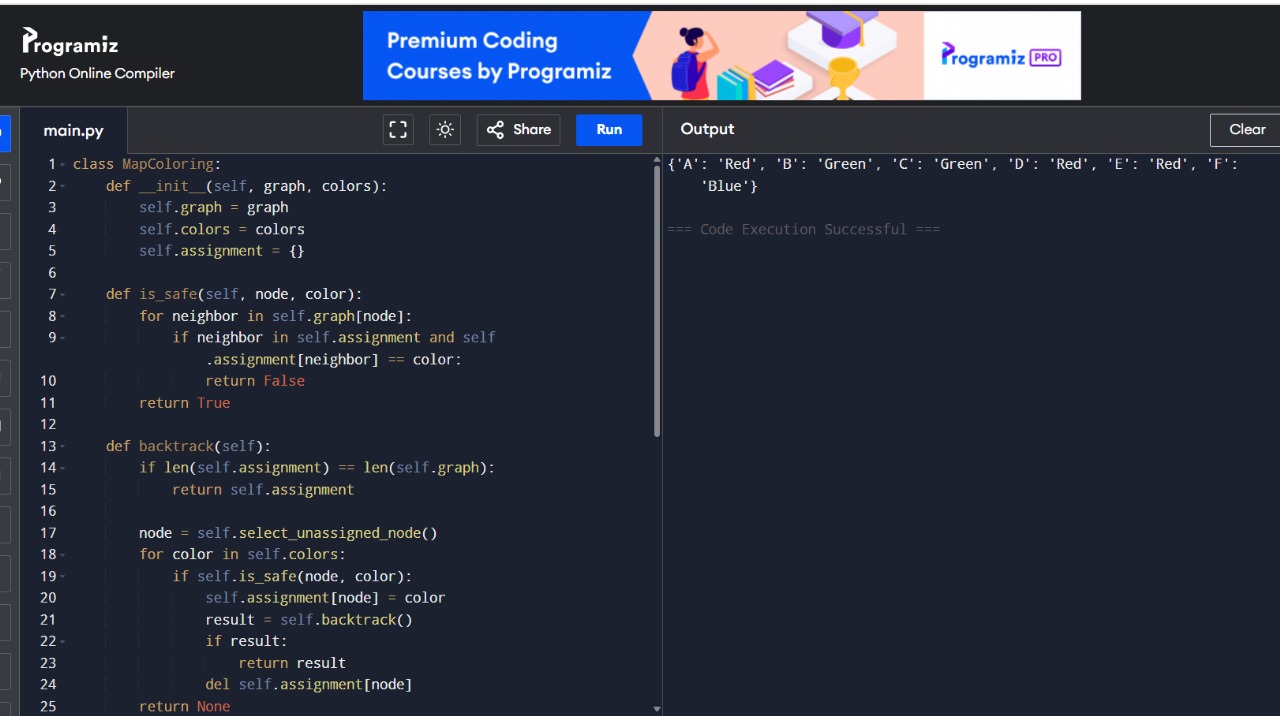 Programiz
Python Online Compiler
Premium Coding
Courses by Programiz
Programiz PRO
main.py
Share
Run
Output
Clear
1 class MapColoring:
2     def __init__(self, graph, colors):
3         self.graph = graph
4         self.colors = colors
5         self.assignment = {}
6
7     def is_safe(self, node, color):
8         for neighbor in self.graph[node]:
9             if neighbor in self.assignment and self
                .assignment[neighbor] == color:
10                 return False
11         return True
12
13     def backtrack(self):
14         if len(self.assignment) == len(self.graph):
15             return self.assignment
16
17         node = self.select_unassigned_node()
18         for color in self.colors:
19             if self.is_safe(node, color):
20                 self.assignment[node] = color
21                 result = self.backtrack()
22                 if result:
23                     return result
24                 del self.assignment[node]
25         return None
{'A': 'Red', 'B': 'Green', 'C': 'Green', 'D': 'Red', 'E': 'Red', 'F':
    'Blue'}
=== Code Execution Successful ===